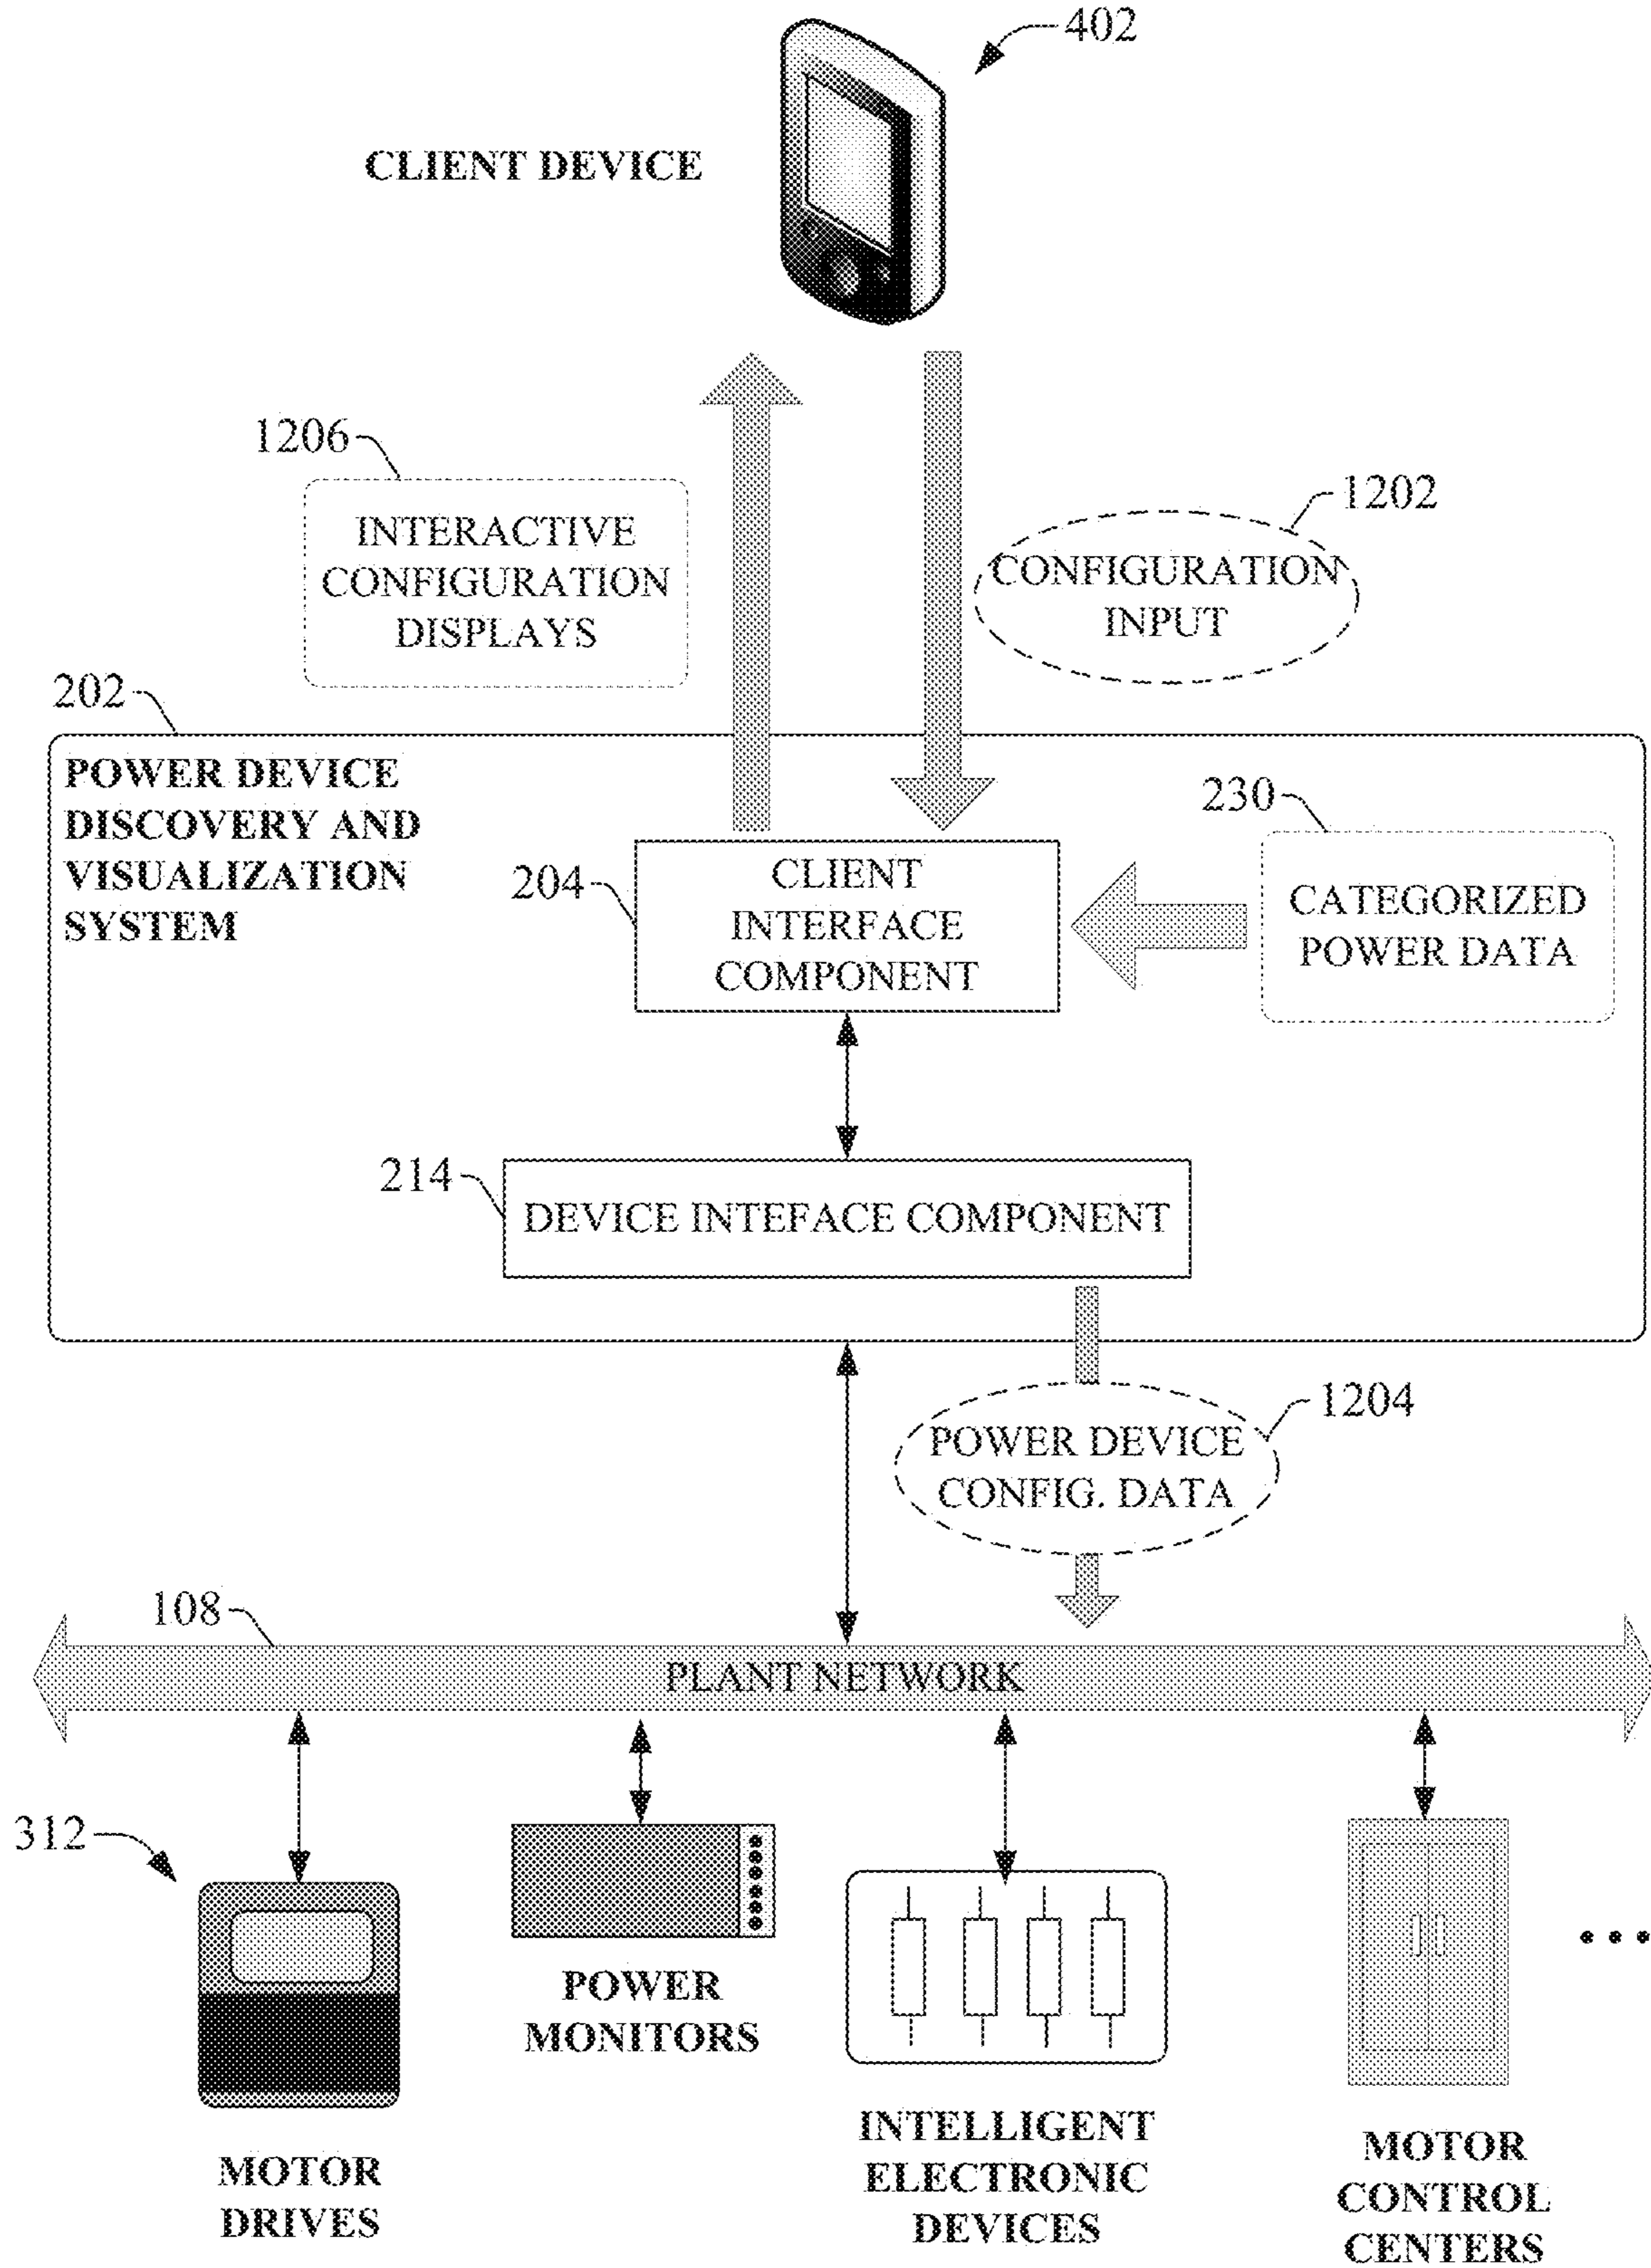 402
CLIENT DEVICE
1206
INTERACTIVE
CONFIGURATION
DISPLAYS
1202
CONFIGURATION
INPUT
202
POWER DEVICE
DISCOVERY AND
VISUALIZATION
SYSTEM
204
CLIENT
INTERFACE
COMPONENT
230
CATEGORIZED
POWER DATA
214
DEVICE INTEFACE COMPONENT
1204
POWER DEVICE
CONFIG. DATA
108
PLANT NETWORK
312
MOTOR
DRIVES
POWER
MONITORS
INTELLIGENT
ELECTRONIC
DEVICES
MOTOR
CONTROL
CENTERS